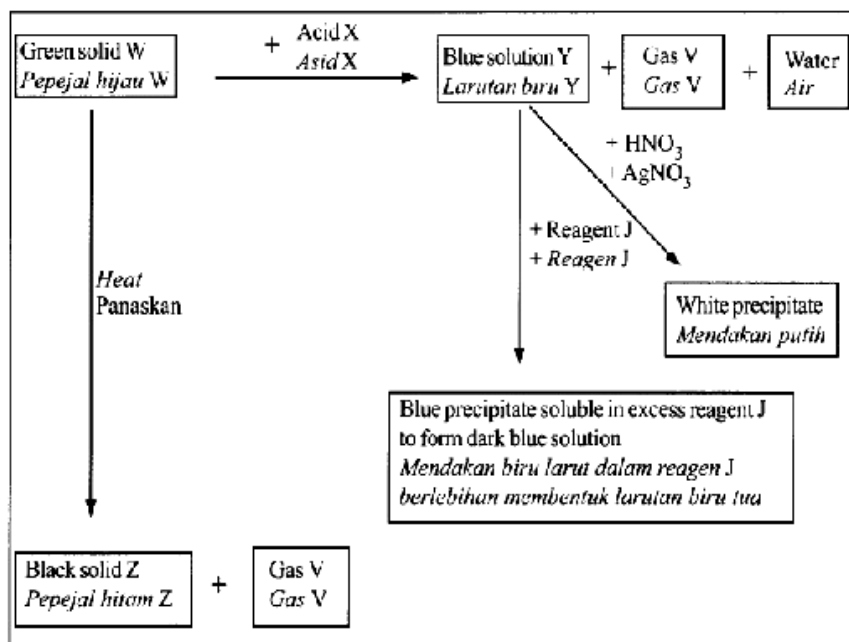 Green solid W
Pepejal hijau W
+ Acid X
Asid X
Blue solution Y
Larutan biru Y
+
Gas V
Gas V
+
Water
Air
+ HNO₃
+ AgNO₃
+ Reagent J
+ Reagen J
Heat
Panaskan
White precipitate
Mendakan putih
Blue precipitate soluble in excess reagent J
to form dark blue solution
Mendakan biru larut dalam reagen J
berlebihan membentuk larutan biru tua
Black solid Z
Pepejal hitam Z
+
Gas V
Gas V